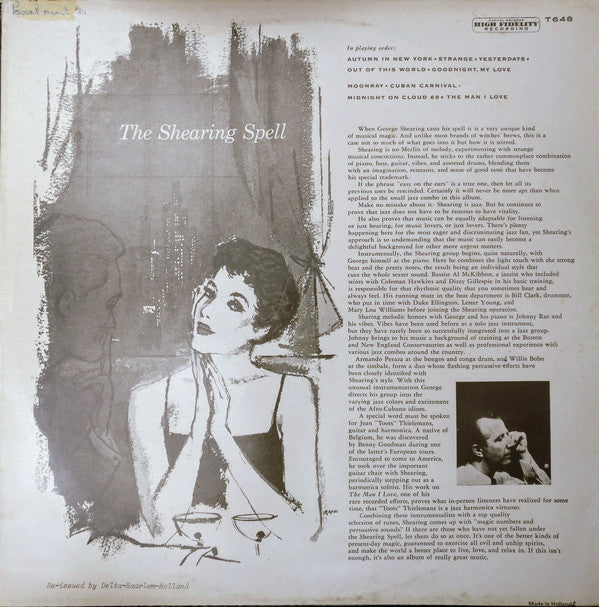 CAPITOL RECORDS
HIGH FIDELITY
RECORDING
T648
In playing order:
AUTUMN IN NEW YORK • STRANGE • YESTERDAYS •
OUT OF THIS WORLD • GOODNIGHT, MY LOVE
MOONRAY • CUBAN CARNIVAL •
MIDNIGHT ON CLOUD 69 • THE MAN I LOVE
The Shearing Spell
When George Shearing casts his spell it is a very unique kind
of musical magic. And unlike most brands of witches' brews, this is a
case not so much of what goes into it but how it is stirred.
Shearing is no Merlin of melody, experimenting with strange
musical concoctions. Instead, he sticks to the rather commonplace combination
of piano, bass, guitar, vibes, and assorted drums, blending them
with an imagination, restraint, and sense of good taste that have become
his special trademark.
If the phrase "easy on the ears" is a trite one, then let all its
previous uses be rescinded. Certainly it will never be more apt than when
applied to the small jazz combo in this album.
Make no mistake about it: Shearing is jazz. But he continues to
prove that jazz does not have to be raucous to have vitality.
He also proves that music can be equally adaptable for listening
or just hearing, for music lovers, or just lovers. There's plenty
happening here for the most eager and discriminating jazz fan, yet Shearing's
approach is so undemanding that the music can easily become a
delightful background for other more urgent matters.
Instrumentally, the Shearing group begins, quite naturally, with
George himself at the piano. Here he combines the light touch with the strong
beat and the pretty notes, the result being an individual style that
cues the whole sextet sound. Bassist Al McKibbon, a jazzist who included
stints with Coleman Hawkins and Dizzy Gillespie in his basic training,
is responsible for that rhythmic quality that you sometimes hear and
always feel. His running mate in the beat department is Bill Clark, drummer,
who put in time with Duke Ellington, Lester Young, and
Mary Lou Williams before joining the Shearing operation.
Sharing melodic honors with George and his piano is Johnny Rae and
his vibes. Vibes have been used before as a solo jazz instrument,
but they have rarely been so successfully integrated into a jazz group.
Johnny brings to his music a background of training at the Boston
and New England Conservatories as well as professional experience with
various jazz combos around the country.
Armando Peraza at the bongos and conga drum, and Willie Bobo
at the timbale, form a duo whose flashing percussive effects have
been closely identified with
Shearing's style. With this
unusual instrumentation George
directs his group into the
varying jazz colors and excitement
of the Afro-Cubano idiom.
A special word must be spoken
for Jean "Toots" Thielemans,
guitar and harmonica. A native of
Belgium, he was discovered
by Benny Goodman during one
of the latter's European tours.
Encouraged to come to America,
he took over the important
guitar chair with Shearing,
periodically stepping out as a
harmonica soloist. His work on
The Man I Love, one of his
rare recorded efforts, proves what in-person listeners have realized for some
time, that "Toots" Thielemans is a jazz harmonica virtuoso.
Combining these instrumentalists with a top quality
selection of tunes, Shearing comes up with "magic numbers and
persuasive sounds." If there are those who have not yet fallen under
the Shearing Spell, let them do so at once. It's one of the better kinds of
present-day magic, guaranteed to exorcise all evil and unhip spirits,
and make the world a better place to live, love, and relax in. If this isn't
enough, it's also an album of really great music.
Re-issued by Delta-Haarlem-Holland
Made in Holland